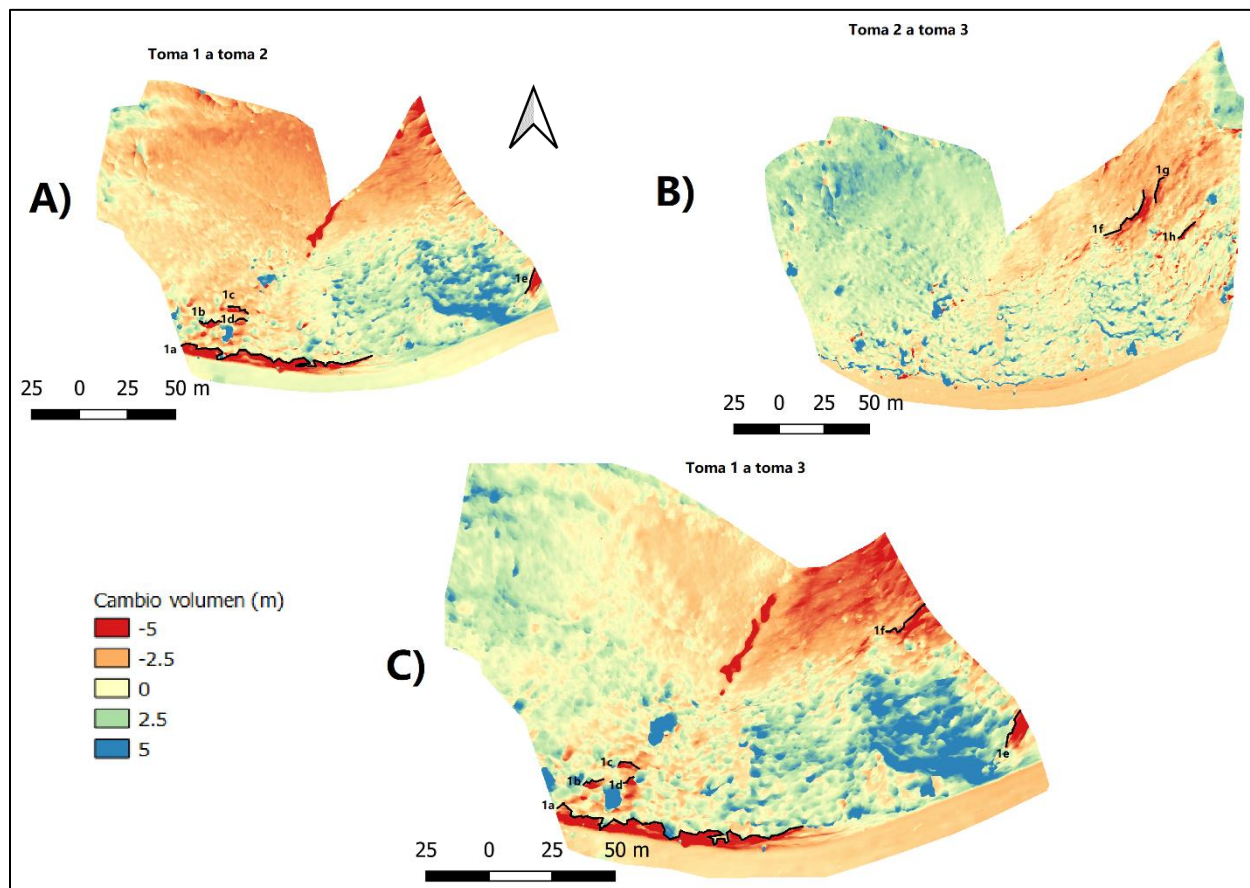 Toma 1 a toma 2
Toma 2 a toma 3
A)
B)
1g
1f
1h
1e
1c
1b
1d
1a
25 0 25 50 m
25 0 25 50 m
Toma 1 a toma 3
Cambio volumen (m)
-5
-2.5
0
2.5
5
C)
1f
1e
1c
1b
1d
1a
25 0 25 50 m